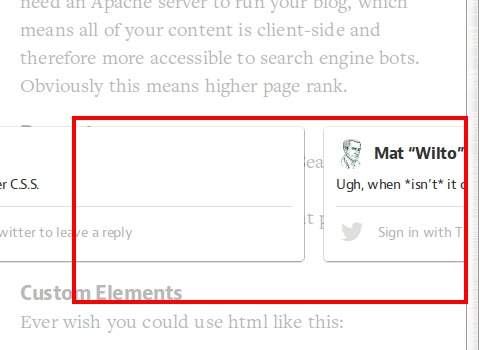 need an Apache server to run your blog, which
means all of your content is client-side and
therefore more accessible to search engine bots.
Obviously this means higher page rank.
Mat “Wilto”
er C.S.S.
Ugh, when *isn’t* it
witter to leave a reply
Sign in with T
Custom Elements
Ever wish you could use html like this: